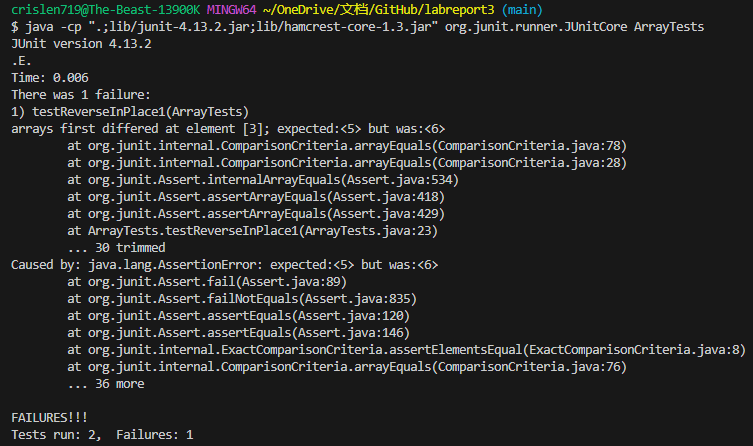 crislen719@The-Beast-13900K MINGW64 ~/OneDrive/文档/GitHub/labreport3 (main)
$ java -cp ".;lib/junit-4.13.2.jar;lib/hamcrest-core-1.3.jar" org.junit.runner.JUnitCore ArrayTests
JUnit version 4.13.2
.E.
Time: 0.006
There was 1 failure:
1) testReverseInPlace1(ArrayTests)
arrays first differed at element [3]; expected:<5> but was:<6>
        at org.junit.internal.ComparisonCriteria.arrayEquals(ComparisonCriteria.java:78)
        at org.junit.internal.ComparisonCriteria.arrayEquals(ComparisonCriteria.java:28)
        at org.junit.Assert.internalArrayEquals(Assert.java:534)
        at org.junit.Assert.assertArrayEquals(Assert.java:418)
        at org.junit.Assert.assertArrayEquals(Assert.java:429)
        at ArrayTests.testReverseInPlace1(ArrayTests.java:23)
        ... 30 trimmed
Caused by: java.lang.AssertionError: expected:<5> but was:<6>
        at org.junit.Assert.fail(Assert.java:89)
        at org.junit.Assert.failNotEquals(Assert.java:835)
        at org.junit.Assert.assertEquals(Assert.java:120)
        at org.junit.Assert.assertEquals(Assert.java:146)
        at org.junit.internal.ExactComparisonCriteria.assertElementsEqual(ExactComparisonCriteria.java:8)
        at org.junit.internal.ComparisonCriteria.arrayEquals(ComparisonCriteria.java:76)
        ... 36 more

FAILURES!!!
Tests run: 2,  Failures: 1